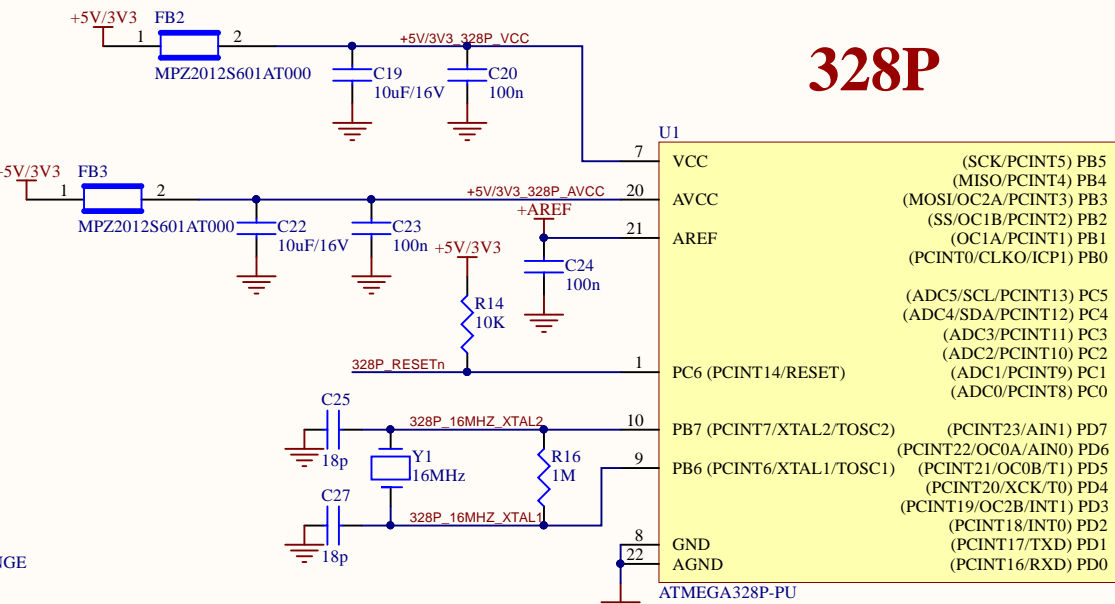 +5V/3V3
FB2
1
2
MPZ2012S601AT000
+5V/3V3_328P_VCC
C19
10uF/16V
C20
100n
328P
U1
+5V/3V3
FB3
1
2
MPZ2012S601AT000
+5V/3V3_328P_AVCC
C22
10uF/16V
C23
100n
+AREF
C24
100n
+5V/3V3
R14
10K
328P_RESETn
C25
18p
328P_16MHZ_XTAL2
Y1
16MHz
R16
1M
C27
18p
328P_16MHZ_XTAL1
7
VCC
20
AVCC
21
AREF
1
PC6 (PCINT14/RESET)
10
PB7 (PCINT7/XTAL2/TOSC2)
9
PB6 (PCINT6/XTAL1/TOSC1)
8
GND
22
AGND
(SCK/PCINT5) PB5
(MISO/PCINT4) PB4
(MOSI/OC2A/PCINT3) PB3
(SS/OC1B/PCINT2) PB2
(OC1A/PCINT1) PB1
(PCINT0/CLKO/ICP1) PB0
(ADC5/SCL/PCINT13) PC5
(ADC4/SDA/PCINT12) PC4
(ADC3/PCINT11) PC3
(ADC2/PCINT10) PC2
(ADC1/PCINT9) PC1
(ADC0/PCINT8) PC0
(PCINT23/AIN1) PD7
(PCINT22/OC0A/AIN0) PD6
(PCINT21/OC0B/T1) PD5
(PCINT20/XCK/T0) PD4
(PCINT19/OC2B/INT1) PD3
(PCINT18/INT0) PD2
(PCINT17/TXD) PD1
(PCINT16/RXD) PD0
ATMEGA328P-PU